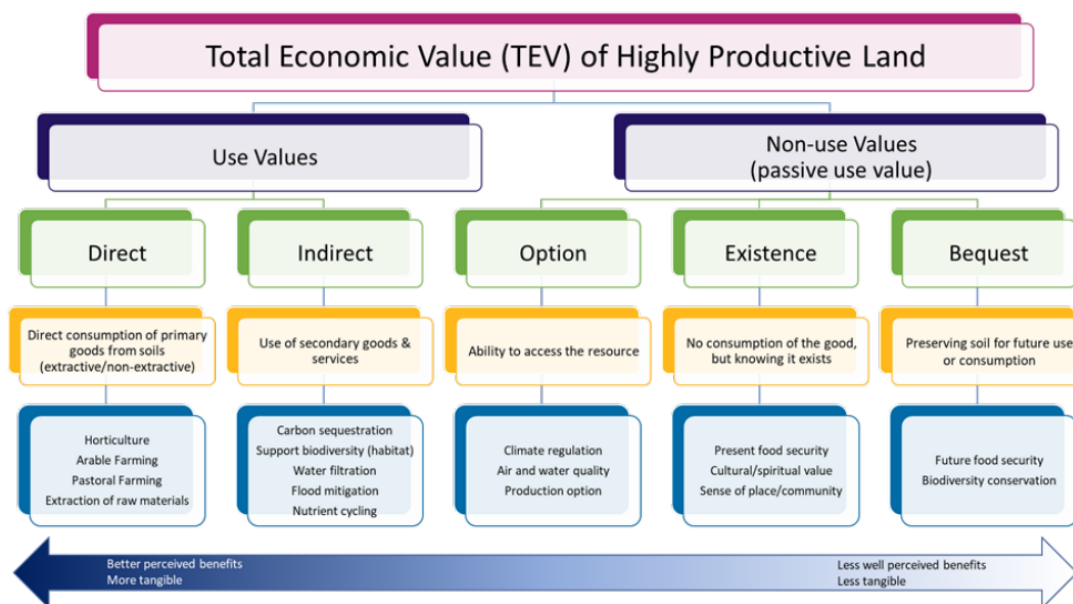 Total Economic Value (TEV) of Highly Productive Land
Use Values
Non-use Values
(passive use value)
Direct
Indirect
Option
Existence
Bequest
Direct consumption of primary
goods from soils
(extractive/non-extractive)
Use of secondary goods &
services
Ability to access the resource
No consumption of the good,
but knowing it exists
Preserving soil for future use
or consumption
Horticulture
Arable Farming
Pastoral Farming
Extraction of raw materials
Carbon sequestration
Support biodiversity (habitat)
Water filtration
Flood mitigation
Nutrient cycling
Climate regulation
Air and water quality
Production option
Present food security
Cultural/spiritual value
Sense of place/community
Future food security
Biodiversity conservation
Better perceived benefits
More tangible
Less well perceived benefits
Less tangible